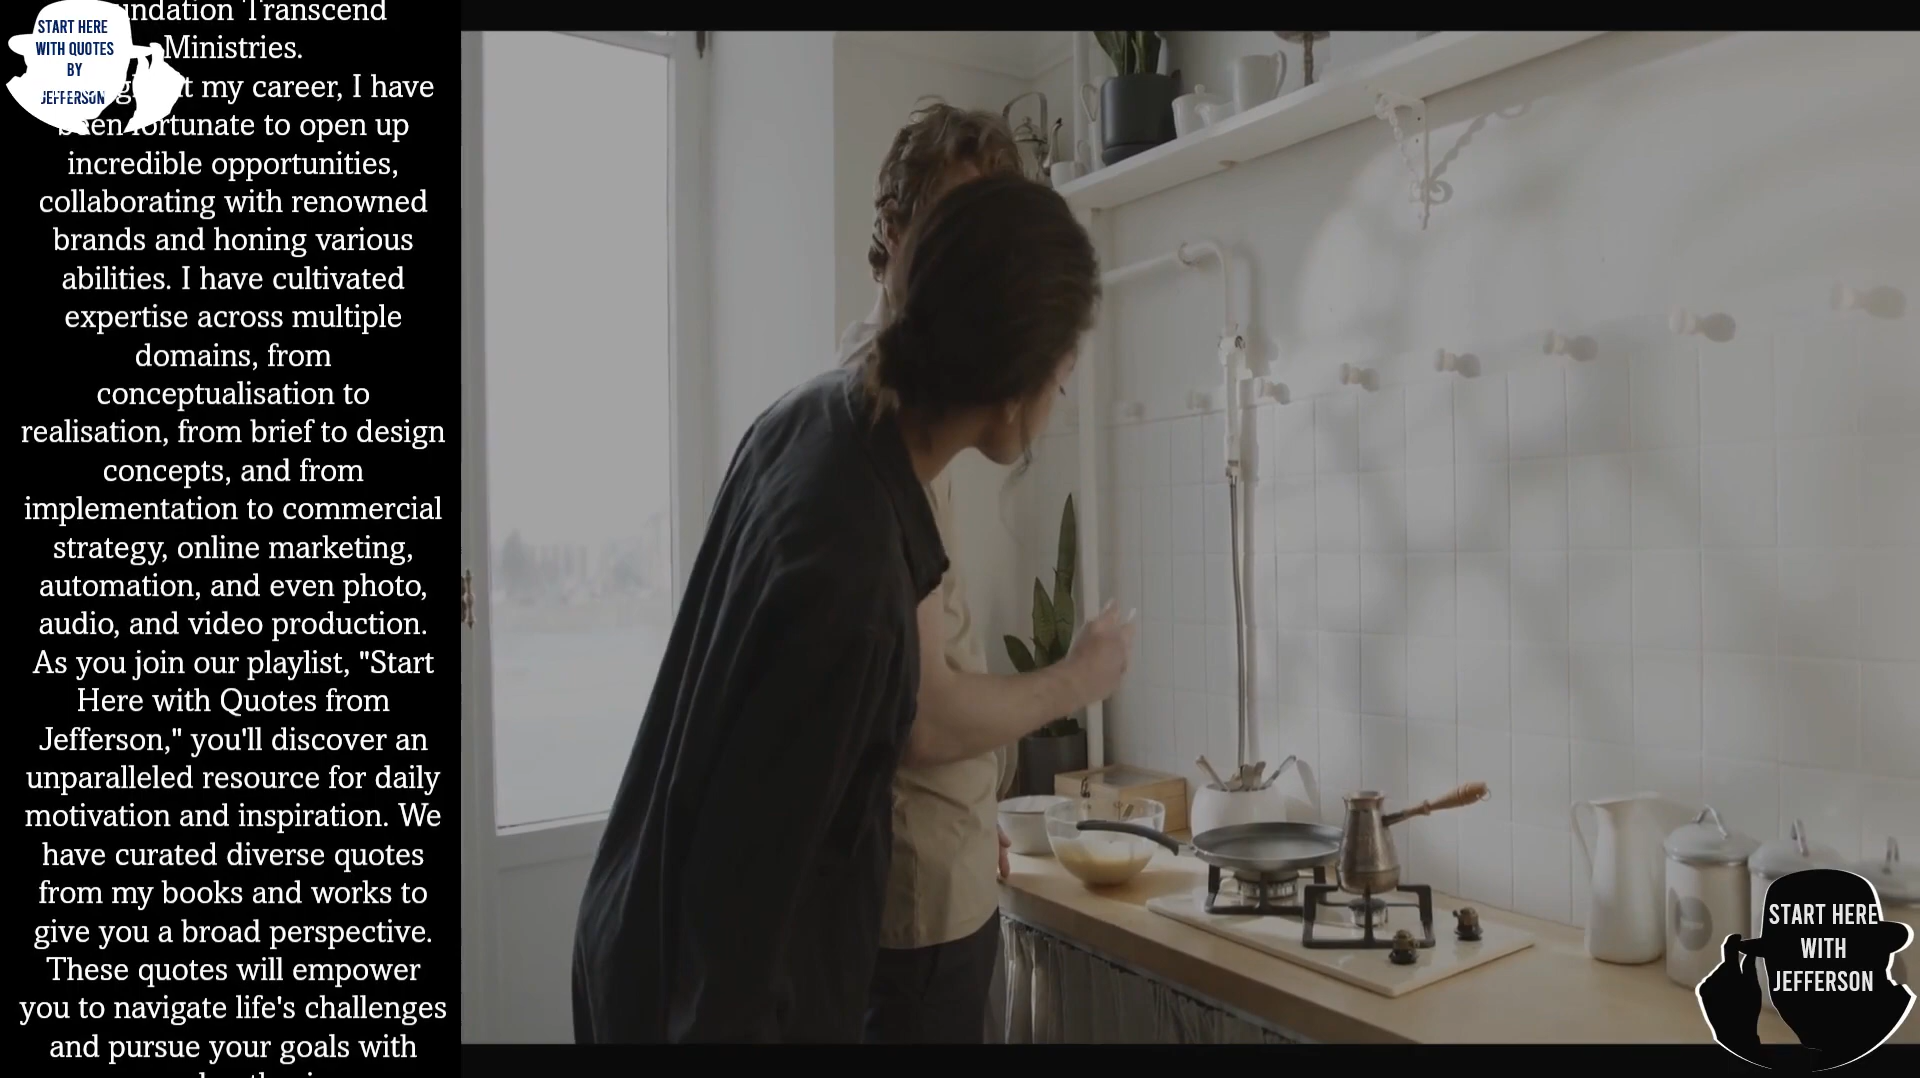 START HERE
WITH QUOTES
BY
JEFFERSON
undation Transcend
Ministries.
my career, I have
been fortunate to open up
incredible opportunities,
collaborating with renowned
brands and honing various
abilities. I have cultivated
expertise across multiple
domains, from
conceptualisation to
realisation, from brief to design
concepts, and from
implementation to commercial
strategy, online marketing,
automation, and even photo,
audio, and video production.
As you join our playlist, "Start
Here with Quotes from
Jefferson," you'll discover an
unparalleled resource for daily
motivation and inspiration. We
have curated diverse quotes
from my books and works to
give you a broad perspective.
These quotes will empower
you to navigate life's challenges
and pursue your goals with
START HERE
WITH
JEFFERSON